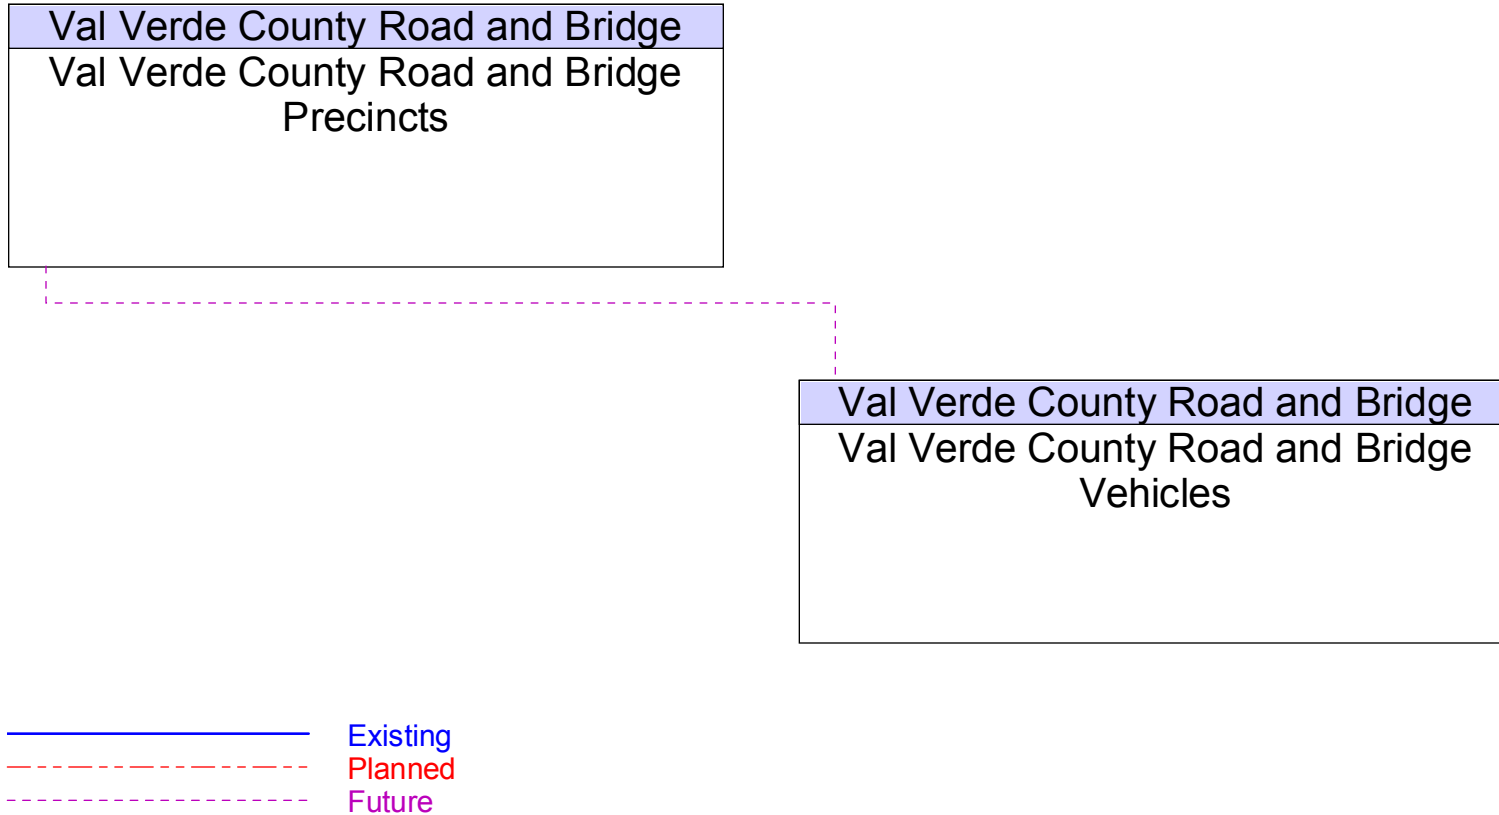 Val Verde County Road and Bridge
Val Verde County Road and Bridge
Precincts
Val Verde County Road and Bridge
Val Verde County Road and Bridge
Vehicles
Existing
Planned
Future